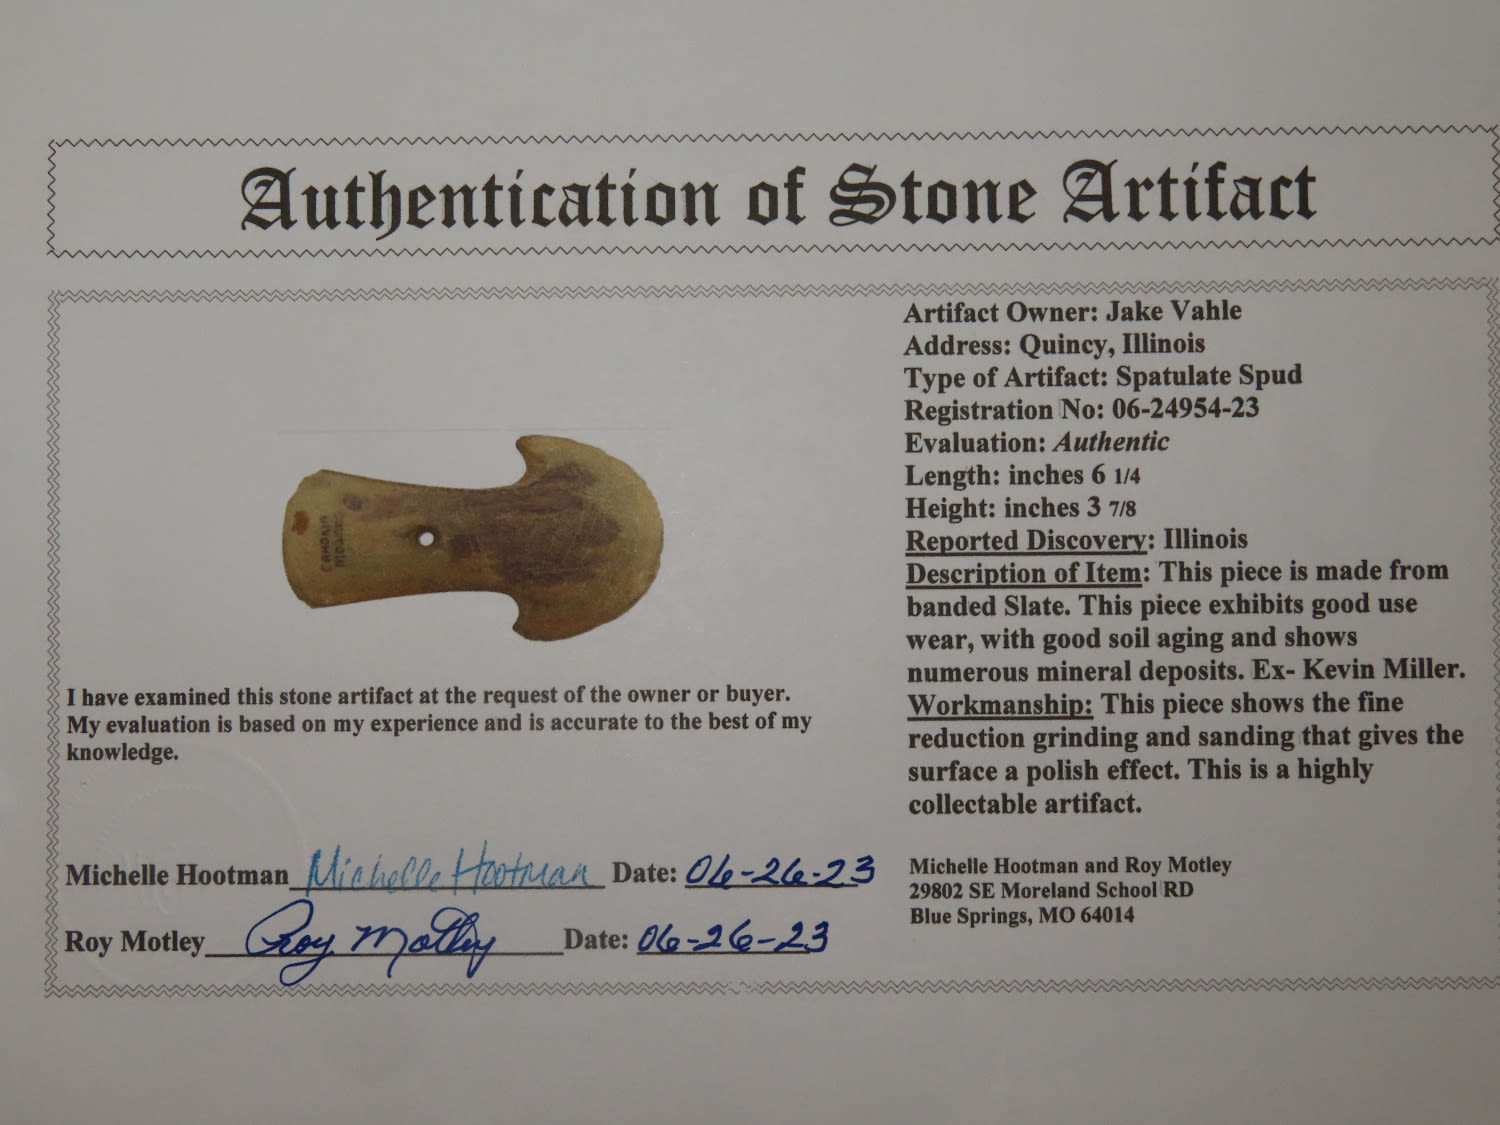 Authentication of Stone Artifact
Artifact Owner: Jake Vahle
Address: Quincy, Illinois
Type of Artifact: Spatulate Spud
Registration No: 06-24954-23
Evaluation: Authentic
Length: inches 6 1/4
Height: inches 3 7/8
Reported Discovery: Illinois
Description of Item: This piece is made from
banded Slate. This piece exhibits good use
wear, with good soil aging and shows
numerous mineral deposits. Ex- Kevin Miller.
Workmanship: This piece shows the fine
reduction grinding and sanding that gives the
surface a polish effect. This is a highly
collectable artifact.
CAHOKIA
I have examined this stone artifact at the request of the owner or buyer.
My evaluation is based on my experience and is accurate to the best of my
knowledge.
Michelle Hootman Michelle Hootman Date: 06-26-23
Roy Motley Roy Motley Date: 06-26-23
Michelle Hootman and Roy Motley
29802 SE Moreland School RD
Blue Springs, MO 64014